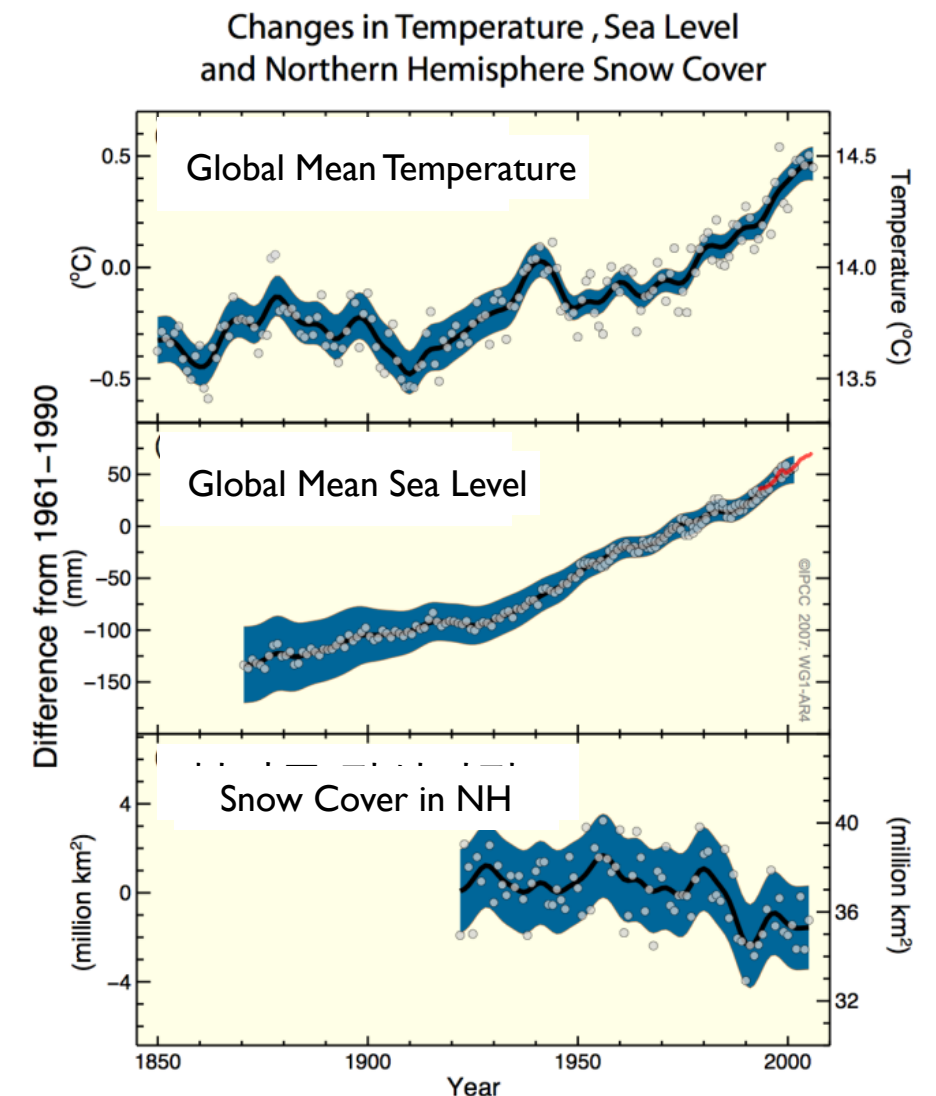 Changes in Temperature , Sea Level
and Northern Hemisphere Snow Cover
Global Mean Temperature
0.5
0.0
−0.5
(ºC)
14.5
14.0
13.5
Temperature (ºC)
Global Mean Sea Level
50
0
−50
−100
−150
Difference from 1961–1990
(mm)
©IPCC 2007: WG1-AR4
Snow Cover in NH
4
0
−4
(million km²)
40
36
32
(million km²)
1850 1900 1950 2000
Year